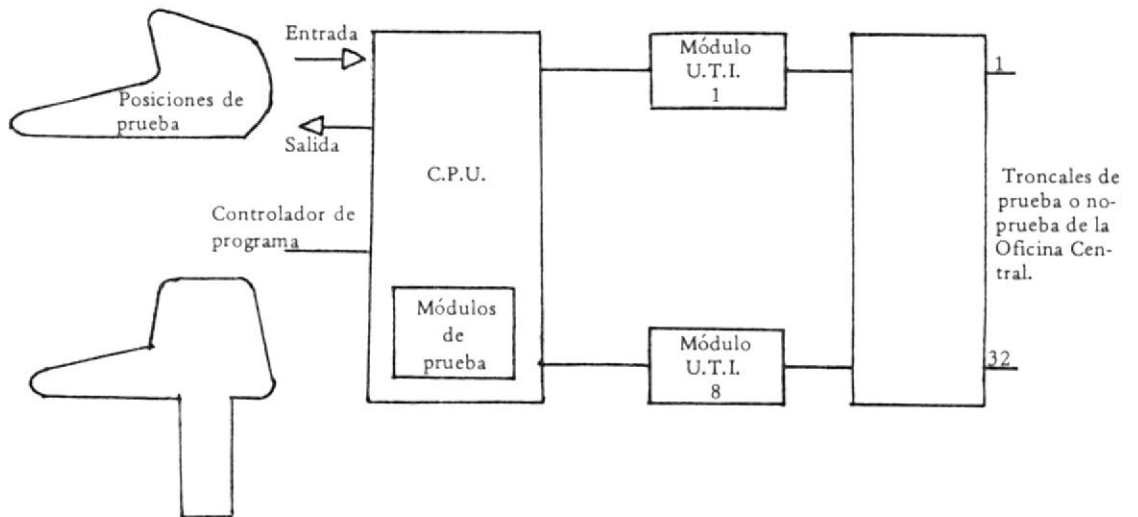 Entrada
Posiciones de
prueba
Salida
Controlador de
programa
C.P.U.
Módulos
de
prueba
Módulo
U.T.I.
1
Módulo
U.T.I.
8
1
Troncales de
prueba o no-
prueba de la
Oficina Cen-
tral.
32